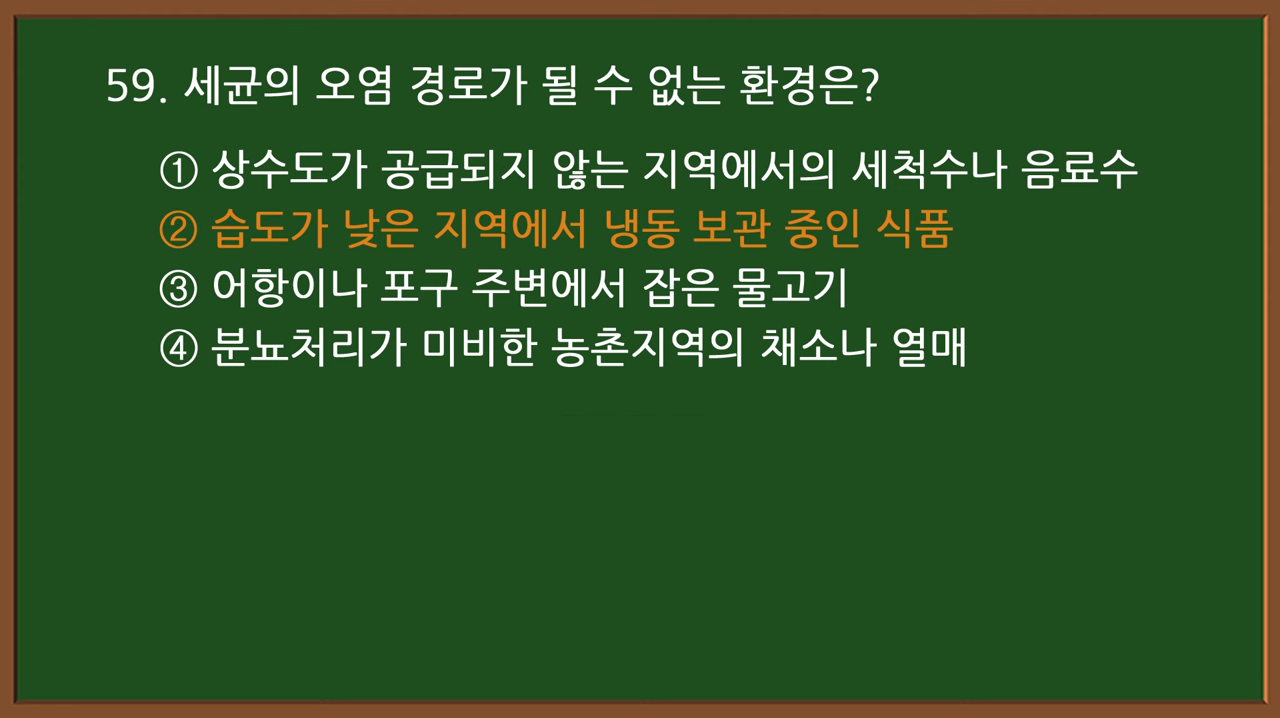 59. 세균의 오염 경로가 될 수 없는 환경은?
① 상수도가 공급되지 않는 지역에서의 세척수나 음료수
② 습도가 낮은 지역에서 냉동 보관 중인 식품
③ 어항이나 포구 주변에서 잡은 물고기
④ 분뇨처리가 미비한 농촌지역의 채소나 열매